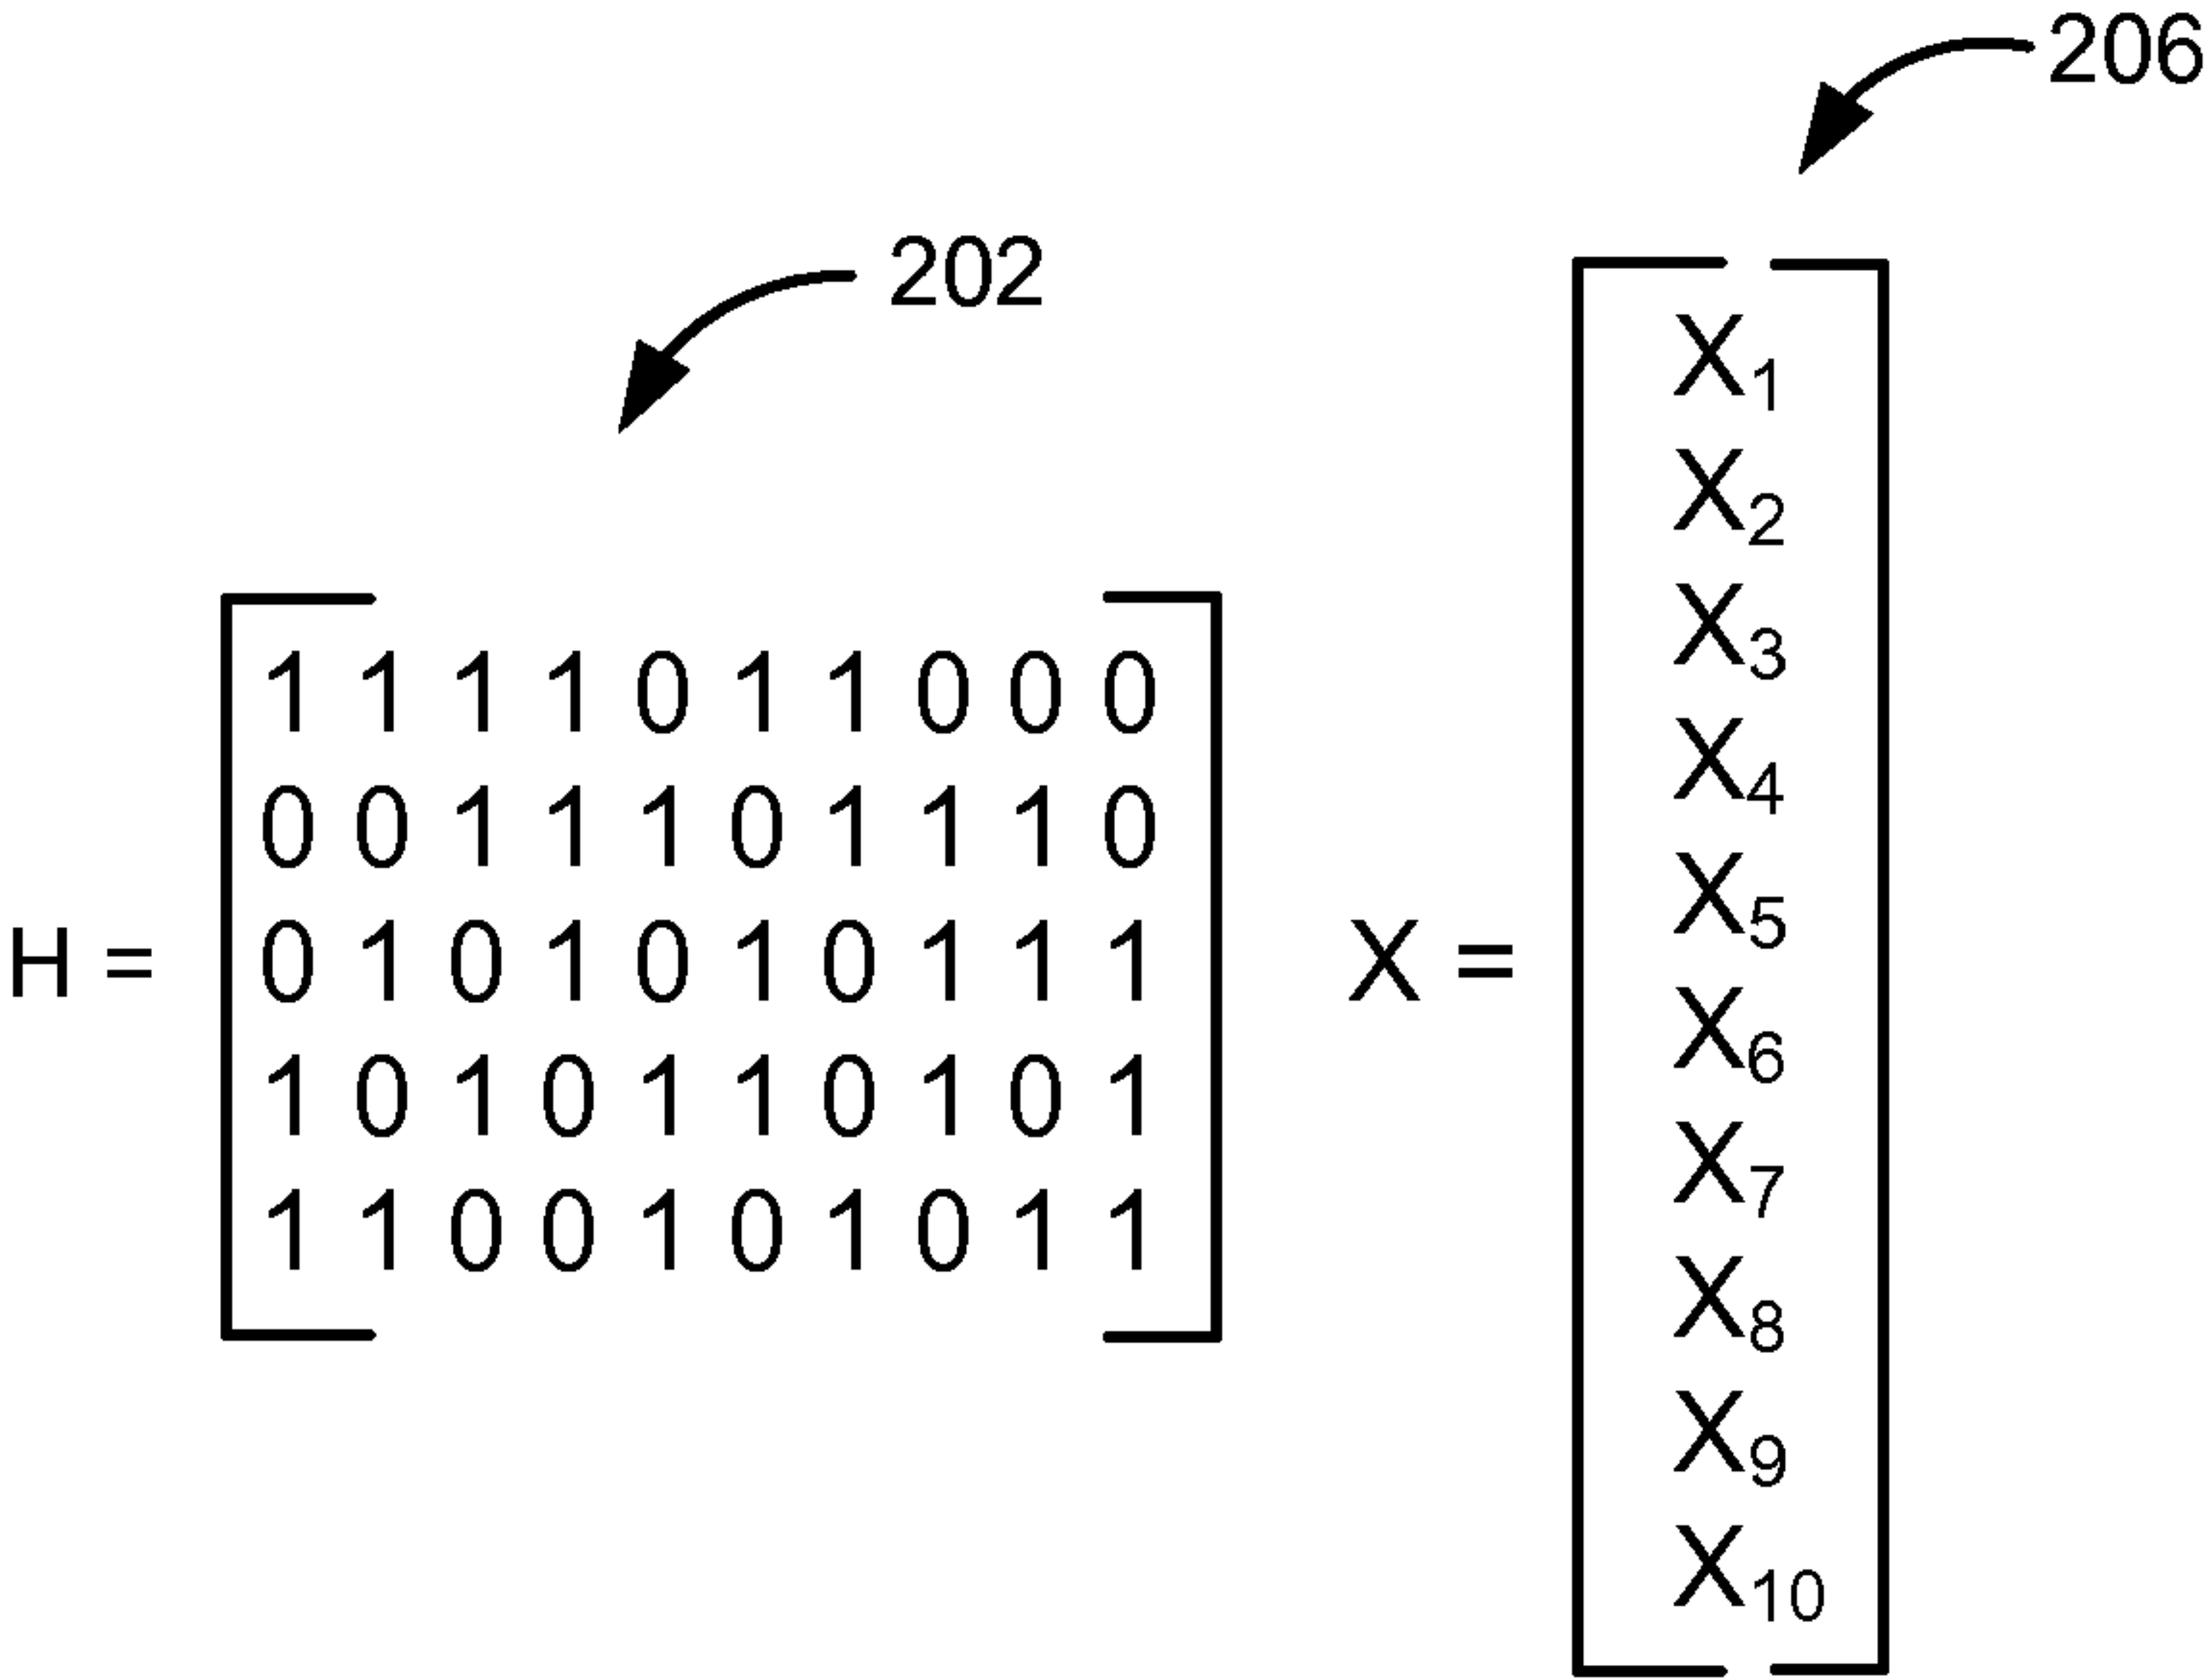 206
202
X₁
X₂
X₃
1 1 1 1 0 1 1 0 0 0
X₄
0 0 1 1 1 0 1 1 1 0
X₅
H = 0 1 0 1 0 1 0 1 1 1 X =
X₆
1 0 1 0 1 1 0 1 0 1
X₇
1 1 0 0 1 0 1 0 1 1
X₈
X₉
X₁₀